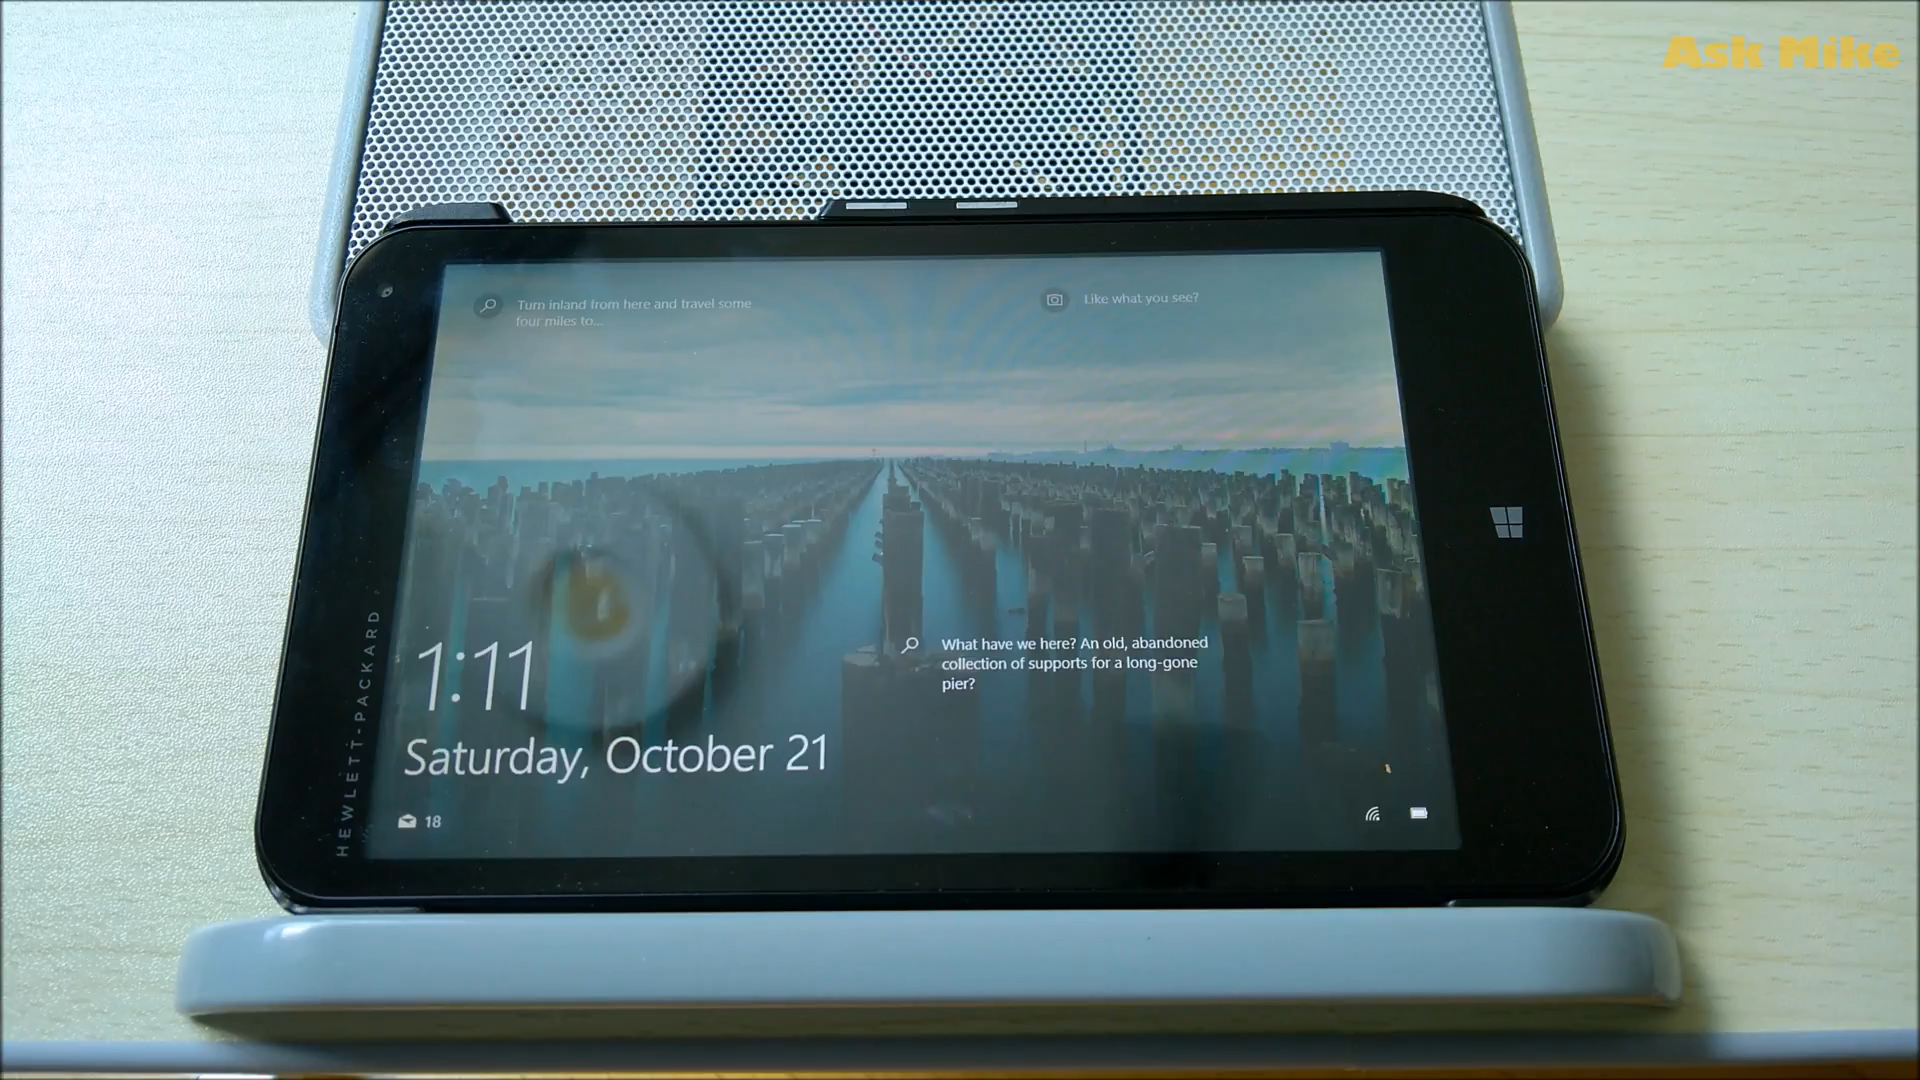 Ask Mike
Turn inland from here and travel some
four miles to...
Like what you see?
What have we here? An old, abandoned
collection of supports for a long-gone
pier?
1:11
Saturday, October 21
18
HEWLETT-PACKARD